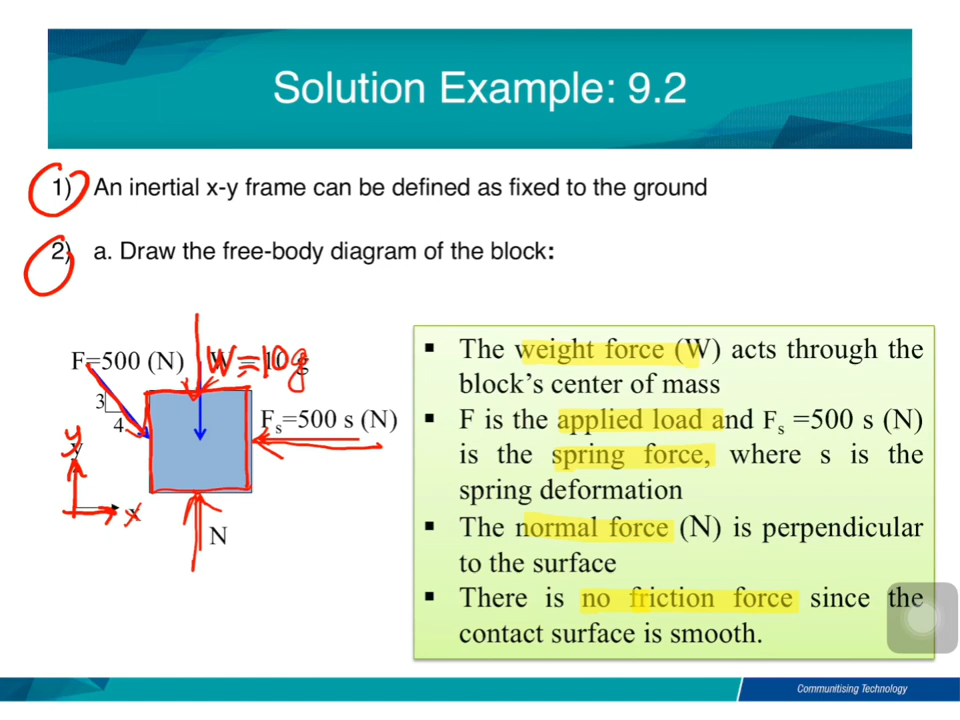 Solution Example: 9.2
1) An inertial x-y frame can be defined as fixed to the ground
2) a. Draw the free-body diagram of the block:
F=500 (N)
W = 10 g
W=10g
3
4
F_s=500 s (N)
y
y
x
x
N
▪ The weight force (W) acts through the
block's center of mass
▪ F is the applied load and F_s =500 s (N)
is the spring force, where s is the
spring deformation
▪ The normal force (N) is perpendicular
to the surface
▪ There is no friction force since the
contact surface is smooth.
Communitising Technology